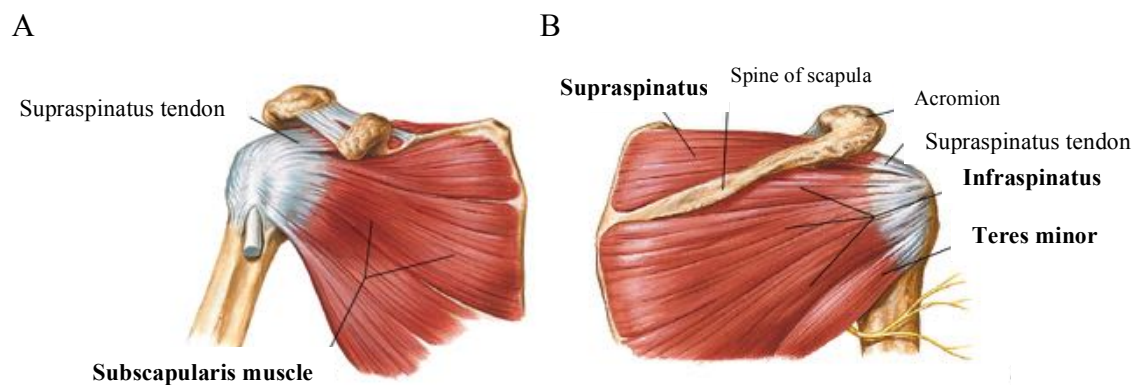 A
Supraspinatus tendon
Subscapularis muscle
B
Spine of scapula
Supraspinatus
Acromion
Supraspinatus tendon
Infraspinatus
Teres minor